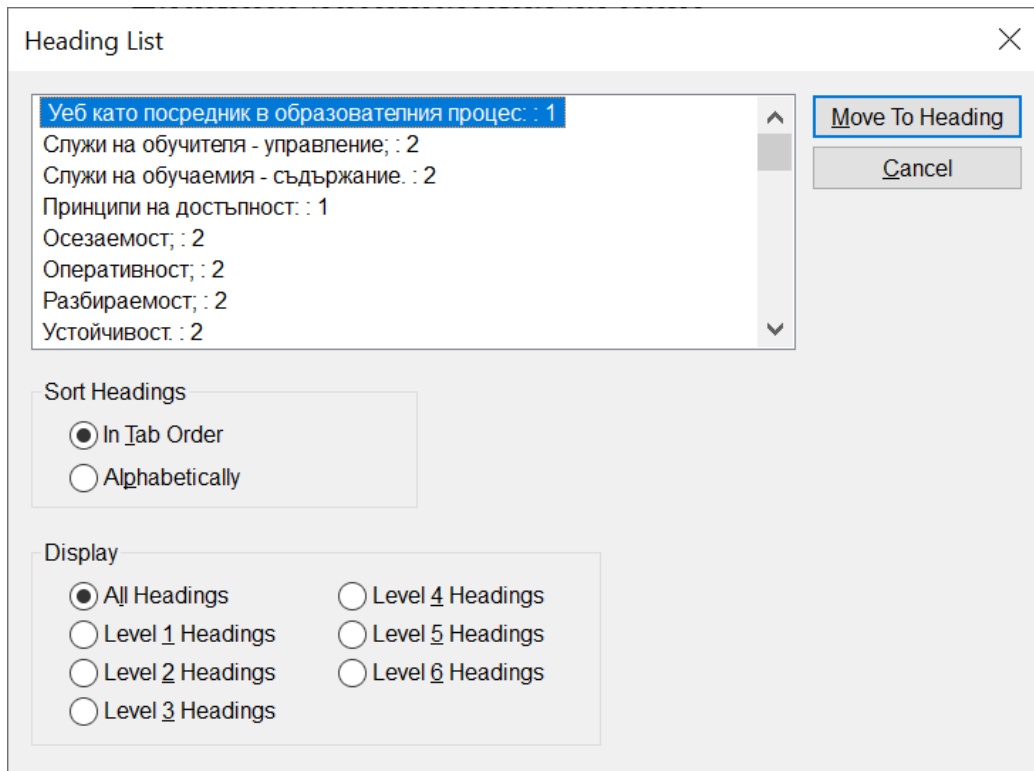 Heading List
Уеб като посредник в образователния процес: : 1
Служи на обучителя - управление; : 2
Служи на обучаемия - съдържание. : 2
Принципи на достъпност: : 1
Осезаемост; : 2
Оперативност; : 2
Разбираемост; : 2
Устойчивост. : 2
Move To Heading
Cancel
Sort Headings
In Tab Order
Alphabetically
Display
All Headings
Level 1 Headings
Level 2 Headings
Level 3 Headings
Level 4 Headings
Level 5 Headings
Level 6 Headings